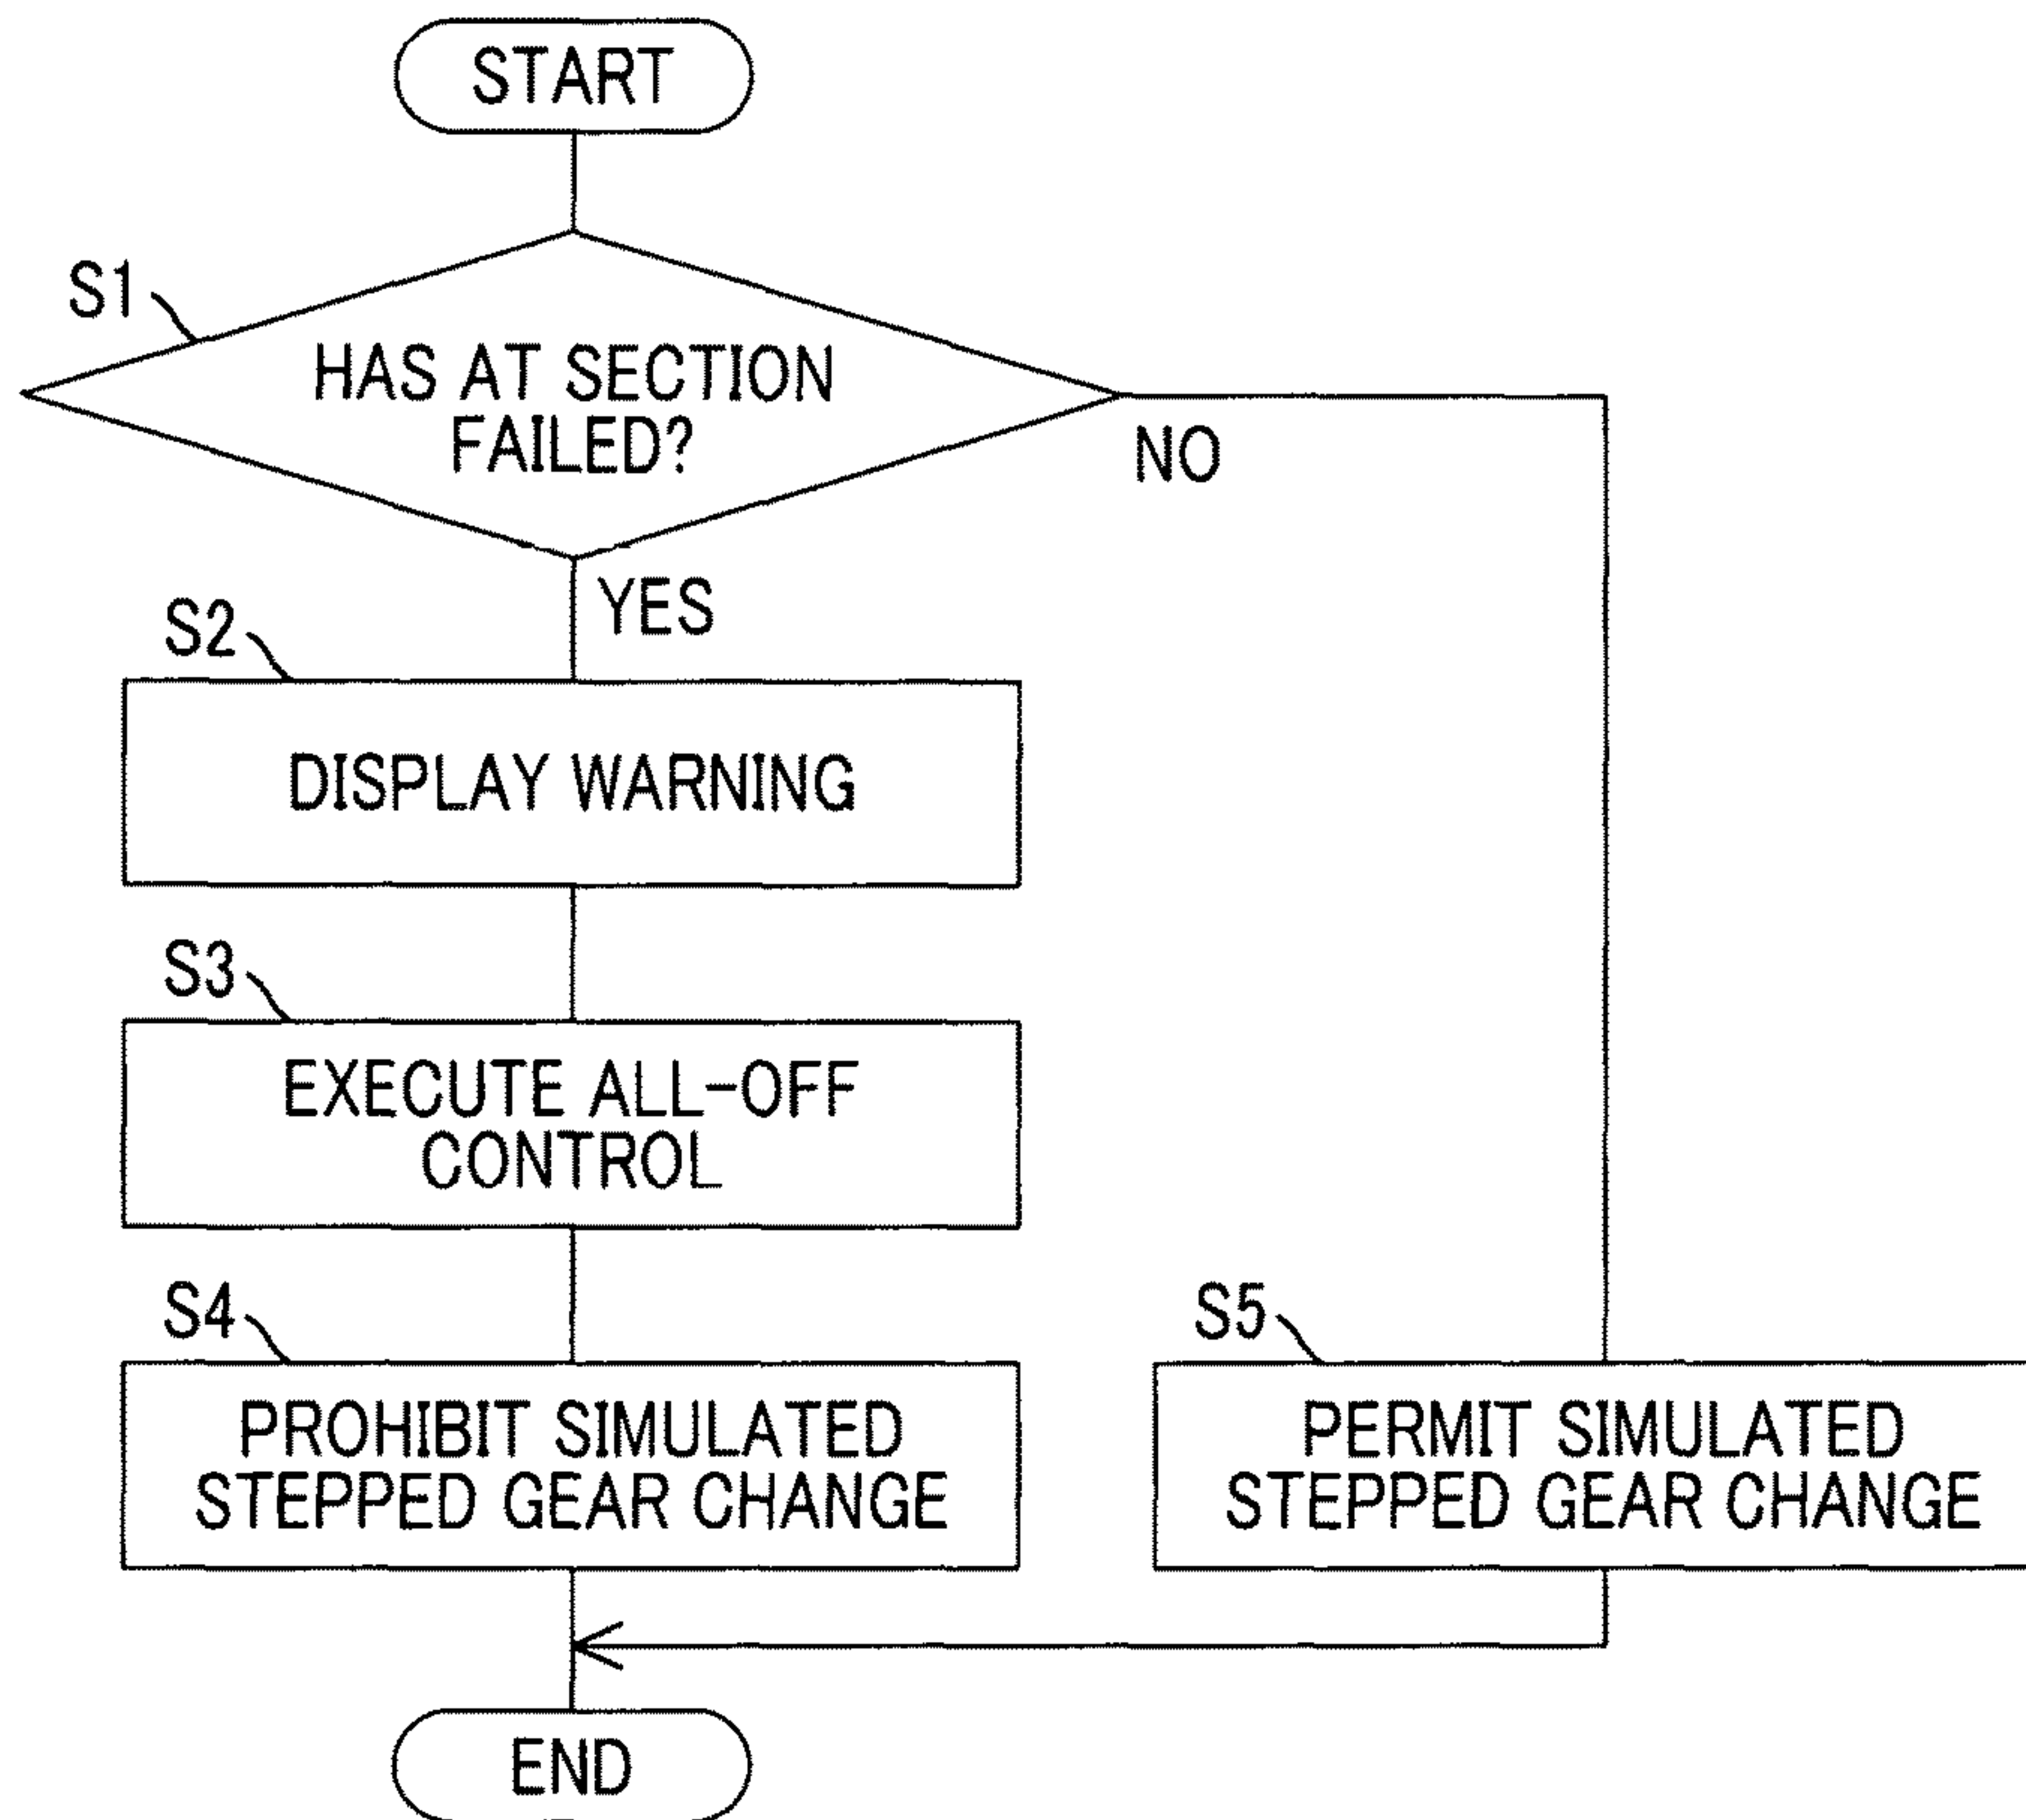 START
S1
HAS AT SECTION
FAILED?
NO
YES
S2
DISPLAY WARNING
S3
EXECUTE ALL-OFF
CONTROL
S4
PROHIBIT SIMULATED
STEPPED GEAR CHANGE
S5
PERMIT SIMULATED
STEPPED GEAR CHANGE
END